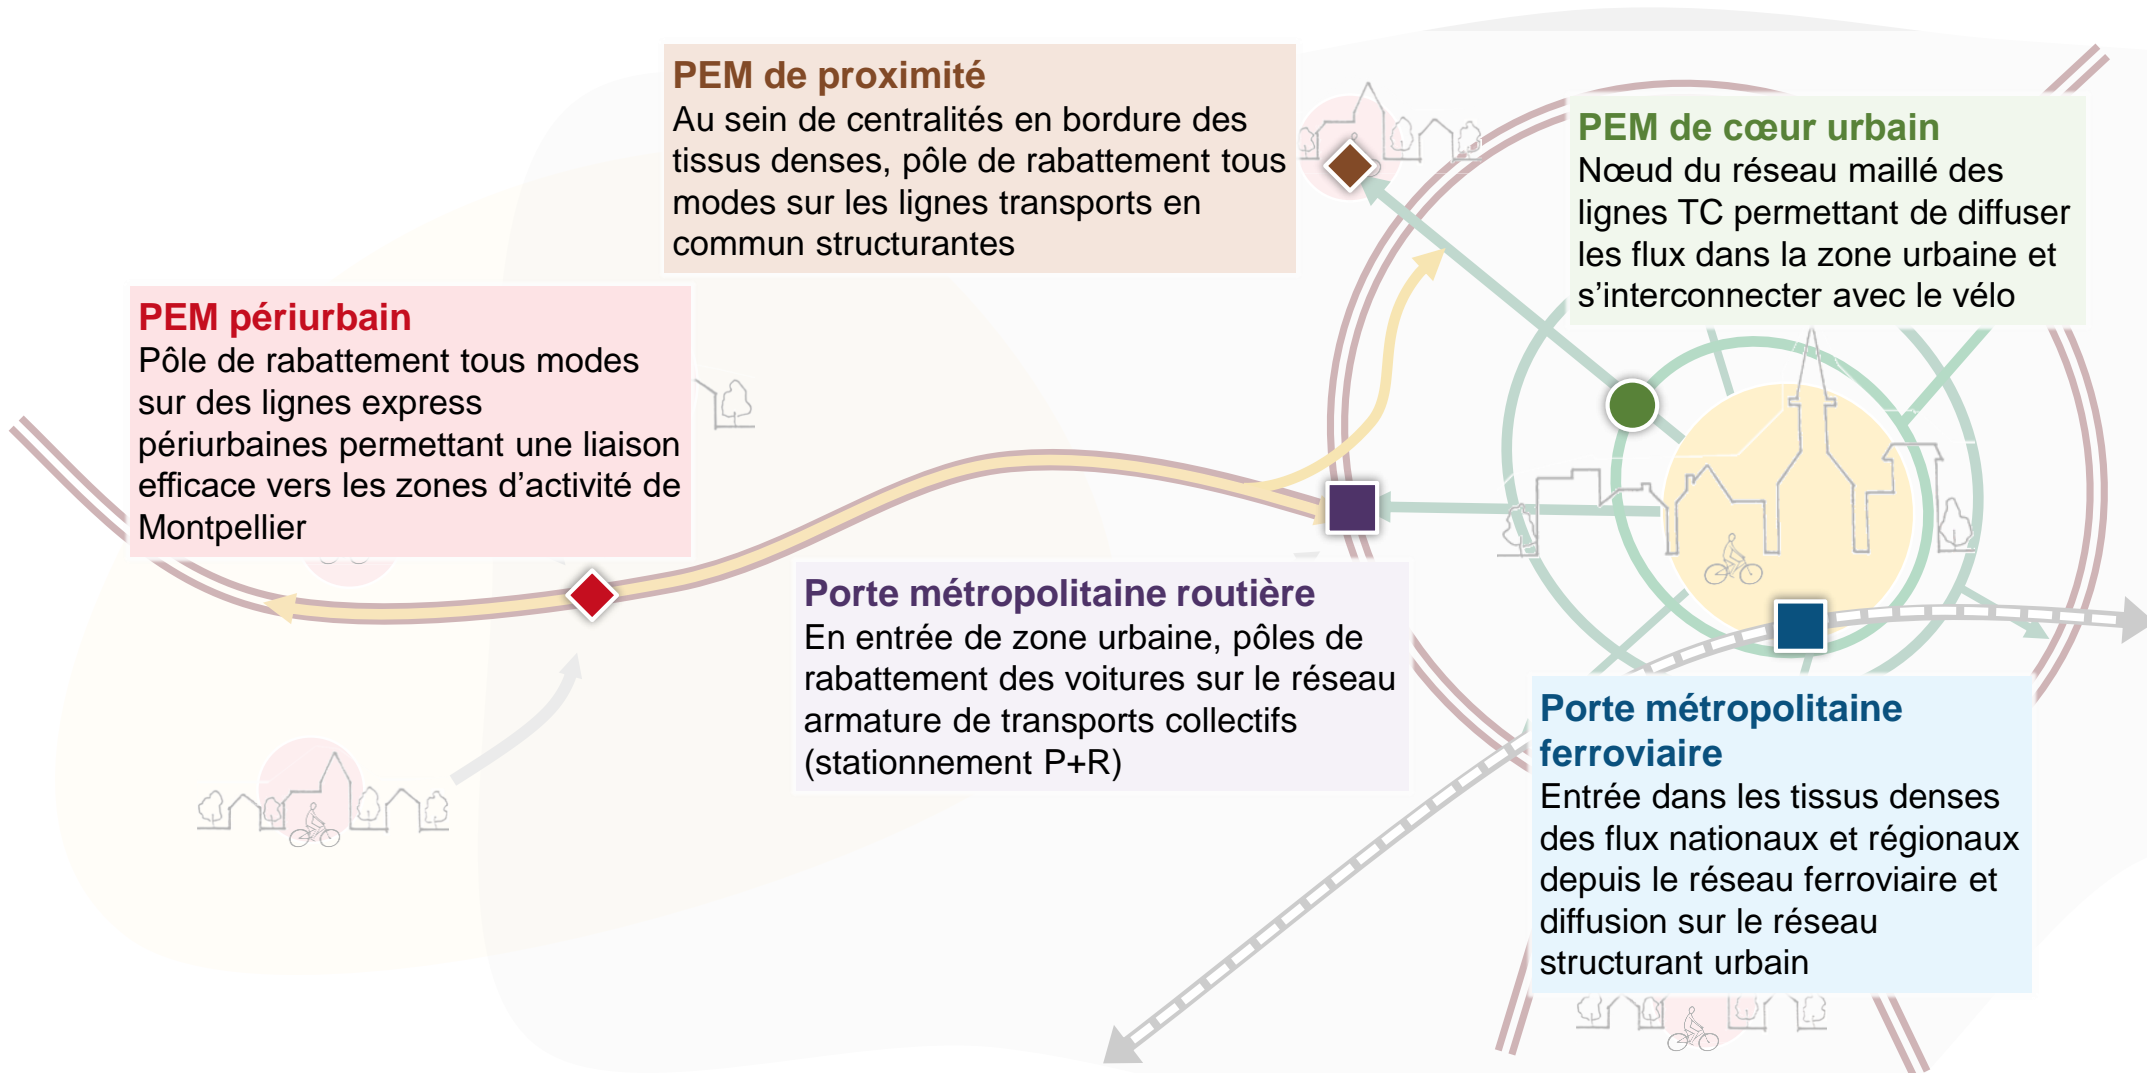 PEM de proximité
Au sein de centralités en bordure des
tissus denses, pôle de rabattement tous
modes sur les lignes transports en
commun structurantes
PEM de cœur urbain
Nœud du réseau maillé des
lignes TC permettant de diffuser
les flux dans la zone urbaine et
s’interconnecter avec le vélo
PEM périurbain
Pôle de rabattement tous modes
sur des lignes express
périurbaines permettant une liaison
efficace vers les zones d’activité de
Montpellier
Porte métropolitaine routière
En entrée de zone urbaine, pôles de
rabattement des voitures sur le réseau
armature de transports collectifs
(stationnement P+R)
Porte métropolitaine
ferroviaire
Entrée dans les tissus denses
des flux nationaux et régionaux
depuis le réseau ferroviaire et
diffusion sur le réseau
structurant urbain